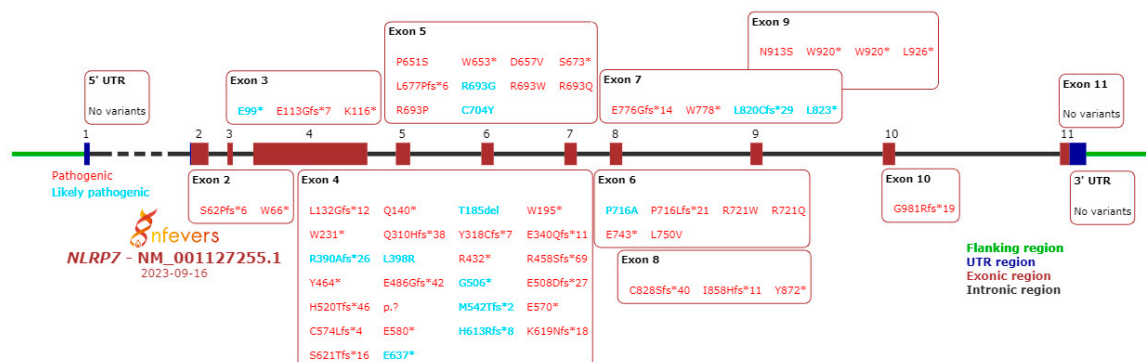 Exon 9
N913S W920* W920* L926*
Exon 5
P651S W653* D657V S673*
L677Pfs*6 R693G R693W R693Q
R693P C704Y
5' UTR
No variants
Exon 3
E99* E113Gfs*7 K116*
Exon 7
E776Gfs*14 W778* L820Cfs*29 L823*
Exon 11
No variants
1 2 3 4 5 6 7 8 9 10 11
Pathogenic
Likely pathogenic
Exon 2
S62Pfs*6 W66*
Exon 4
L132Gfs*12 Q140* T185del W195*
W231* Q310Hfs*38 Y318Cfs*7 E340Qfs*11
R390Afs*26 L398R R432* R458Sfs*69
Y464* E486Gfs*42 G506* E508Dfs*27
H520Tfs*46 p.? M542Tfs*2 E570*
C574Lfs*4 E580* H613Rfs*8 K619Nfs*18
S621Tfs*16 E637*
Exon 6
P716A P716Lfs*21 R721W R721Q
E743* L750V
Exon 8
C828Sfs*40 I858Hfs*11 Y872*
Exon 10
G981Rfs*19
3' UTR
No variants
nfevers
NLRP7 - NM_001127255.1
2023-09-16
Flanking region
UTR region
Exonic region
Intronic region